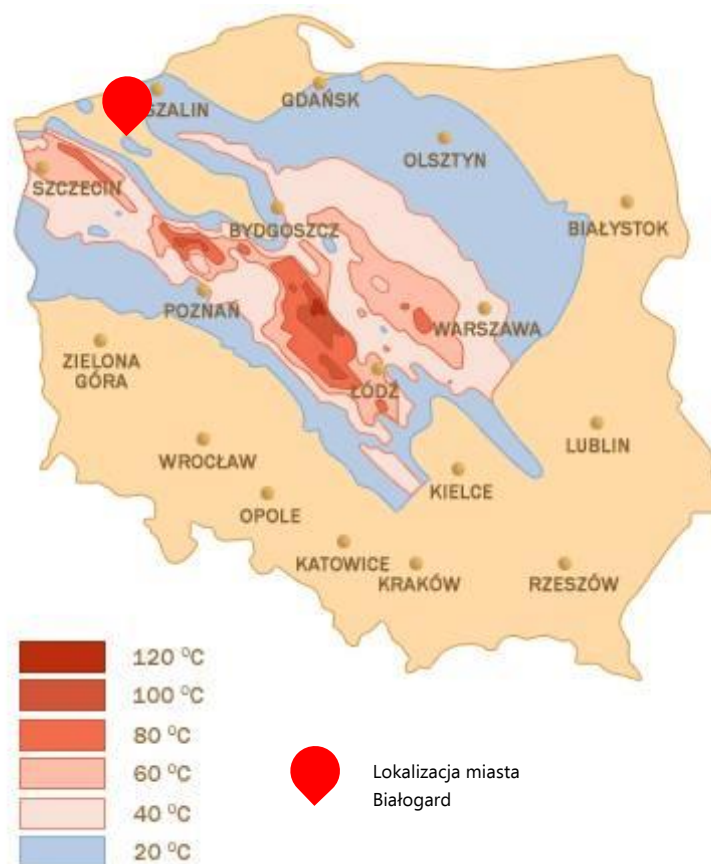 SZALIN
GDAŃSK
OLSZTYN
SZCZECIN
BYDGOSZCZ
BIAŁYSTOK
POZNAŃ
WARSZAWA
ZIELONA
GÓRA
ŁÓDŹ
WROCŁAW
LUBLIN
KIELCE
OPOLE
KATOWICE
KRAKÓW
RZESZÓW
120 °C
100 °C
80 °C
60 °C
40 °C
20 °C
Lokalizacja miasta
Białogard